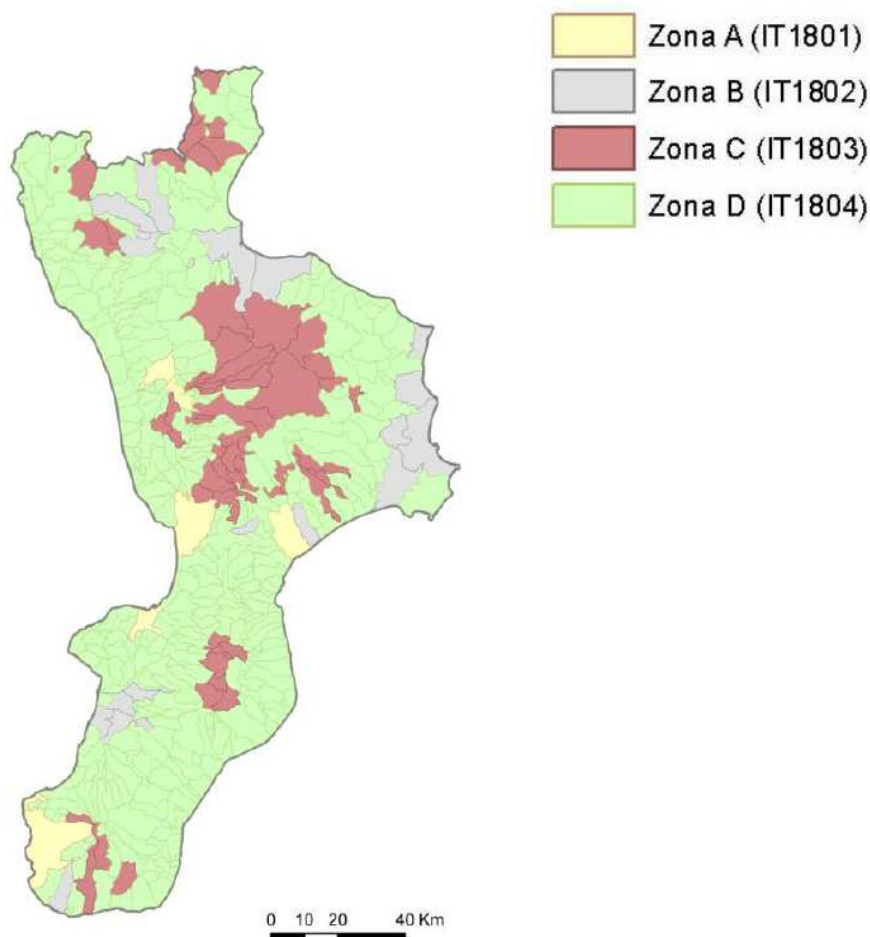 Zona A (IT1801)
Zona B (IT1802)
Zona C (IT1803)
Zona D (IT1804)
0 10 20 40 Km